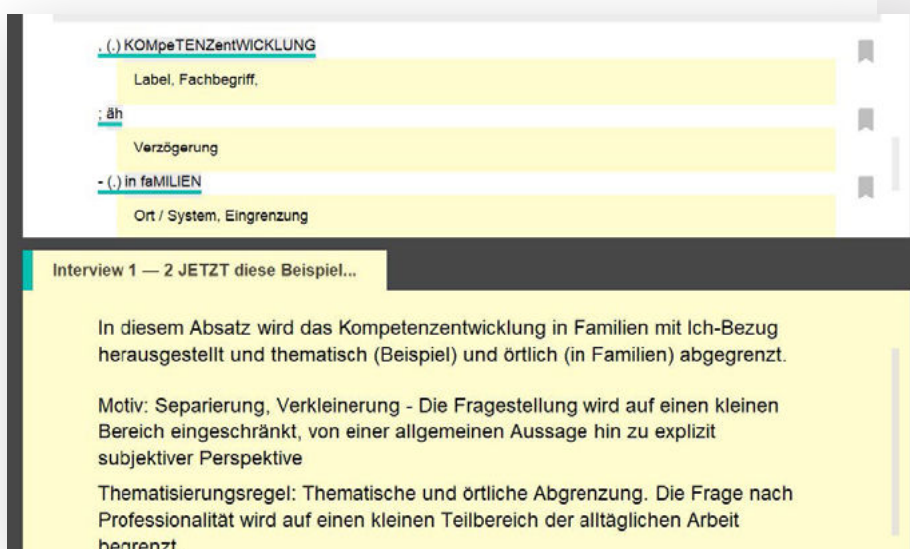 , (.) KOMpeTENZentWICKLUNG
Label, Fachbegriff,
; äh
Verzögerung
- (.) in faMILIEN
Ort / System, Eingrenzung
Interview 1 — 2 JETZT diese Beispiel...
In diesem Absatz wird das Kompetenzentwicklung in Familien mit Ich-Bezug
herausgestellt und thematisch (Beispiel) und örtlich (in Familien) abgegrenzt.
Motiv: Separierung, Verkleinerung - Die Fragestellung wird auf einen kleinen
Bereich eingeschränkt, von einer allgemeinen Aussage hin zu explizit
subjektiver Perspektive
Thematisierungsregel: Thematische und örtliche Abgrenzung. Die Frage nach
Professionalität wird auf einen kleinen Teilbereich der alltäglichen Arbeit
begrenzt